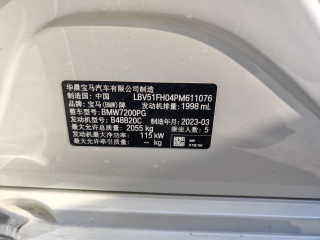 华晨宝马汽车有限公司制造
制造国：中国 LBV51FH04PM611076
品牌：宝马(BMW)牌 发动机排量：1998 mL
整车型号：BMW7200PG
发动机型号：B48B20C 制造年月：2023-03
最大允许总质量：2055 kg 乘坐人数：5
发动机最大净功率：115 kW
最大允许牵引质量：-- kg